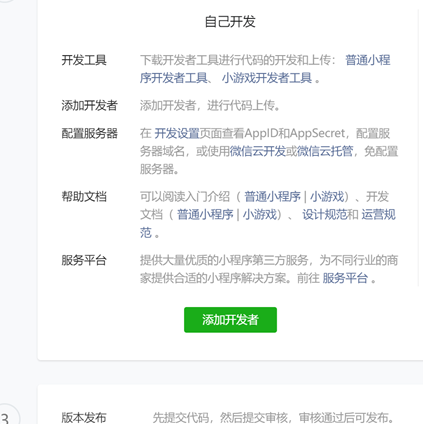 自己开发
开发工具 下载开发者工具进行代码的开发和上传： 普通小程
序开发者工具、 小游戏开发者工具 。
添加开发者 添加开发者，进行代码上传。
配置服务器 在 开发设置页面查看AppID和AppSecret，配置服
务器域名，或使用微信云开发或微信云托管，免配置
服务器。
帮助文档 可以阅读入门介绍（ 普通小程序 | 小游戏）、开发
文档（ 普通小程序 | 小游戏）、 设计规范和 运营规
范 。
服务平台 提供大量优质的小程序第三方服务，为不同行业的商
家提供合适的小程序解决方案。前往 服务平台 。
添加开发者
3 版本发布 先提交代码，然后提交审核，审核通过后可发布。